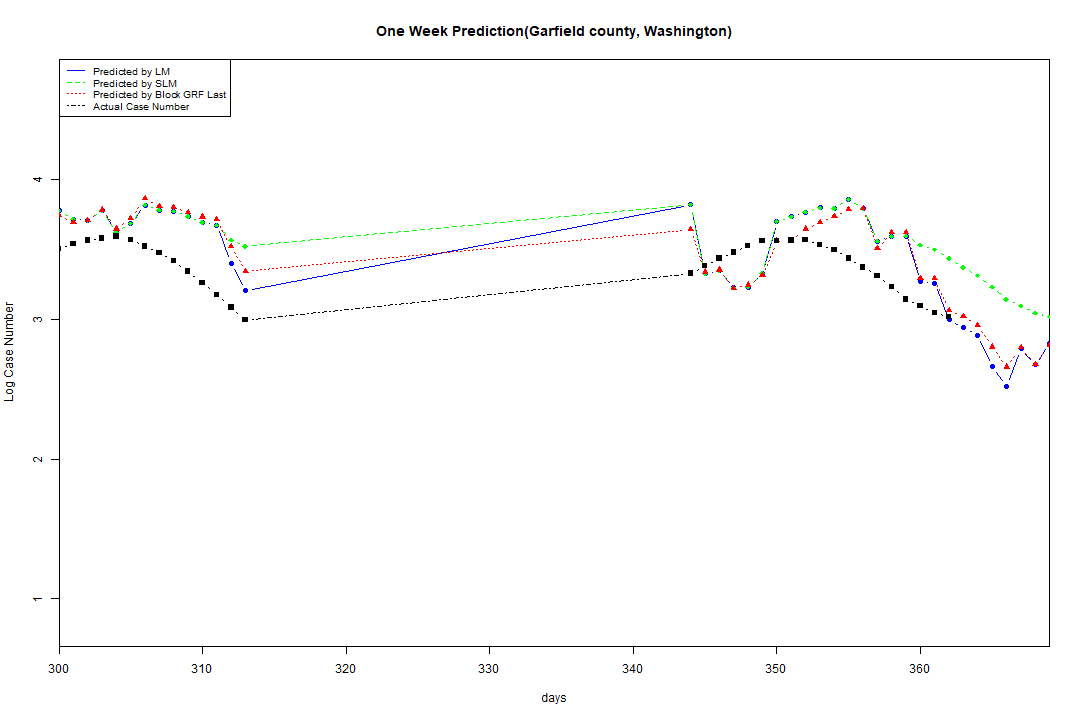 One Week Prediction(Garfield county, Washington)
Predicted by LM
Predicted by SLM
Predicted by Block GRF Last
Actual Case Number
4
3
2
1
Log Case Number
300 310 320 330 340 350 360
days